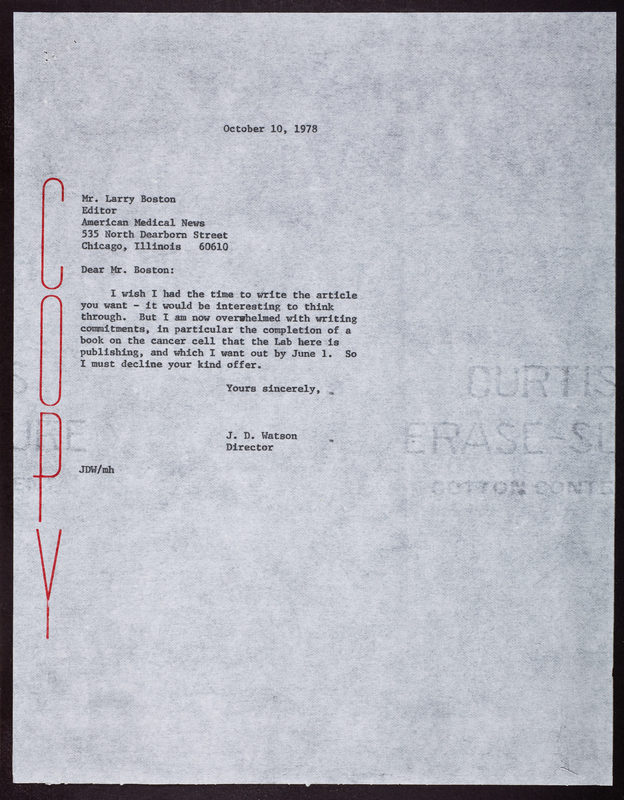 October 10, 1978
COPY
Mr. Larry Boston
Editor
American Medical News
535 North Dearborn Street
Chicago, Illinois 60610
Dear Mr. Boston:
I wish I had the time to write the article
you want - it would be interesting to think
through. But I am now overwhelmed with writing
commitments, in particular the completion of a
book on the cancer cell that the Lab here is
publishing, and which I want out by June 1. So
I must decline your kind offer.
Yours sincerely,
J. D. Watson
Director
JDW/mh
CURTIS
ERASE-SU
COTTON CONTE
URE